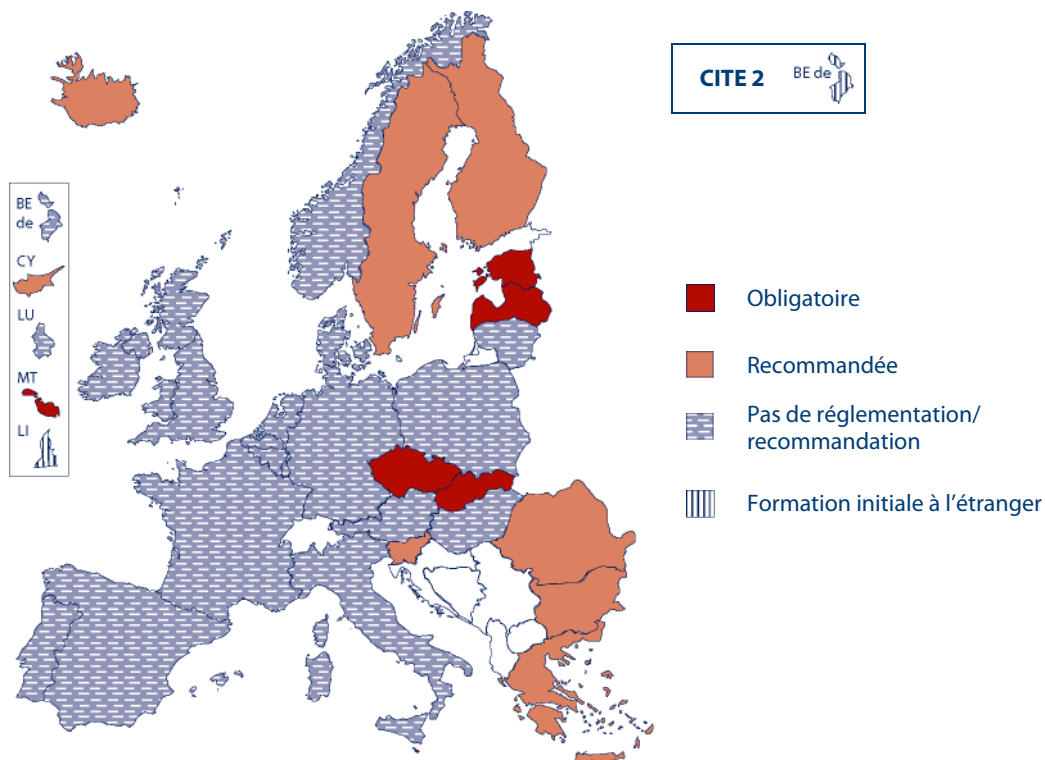 CITE 2
BE de
BE
de
CY
LU
MT
LI
Obligatoire
Recommandée
Pas de réglementation/
recommandation
Formation initiale à l’étranger